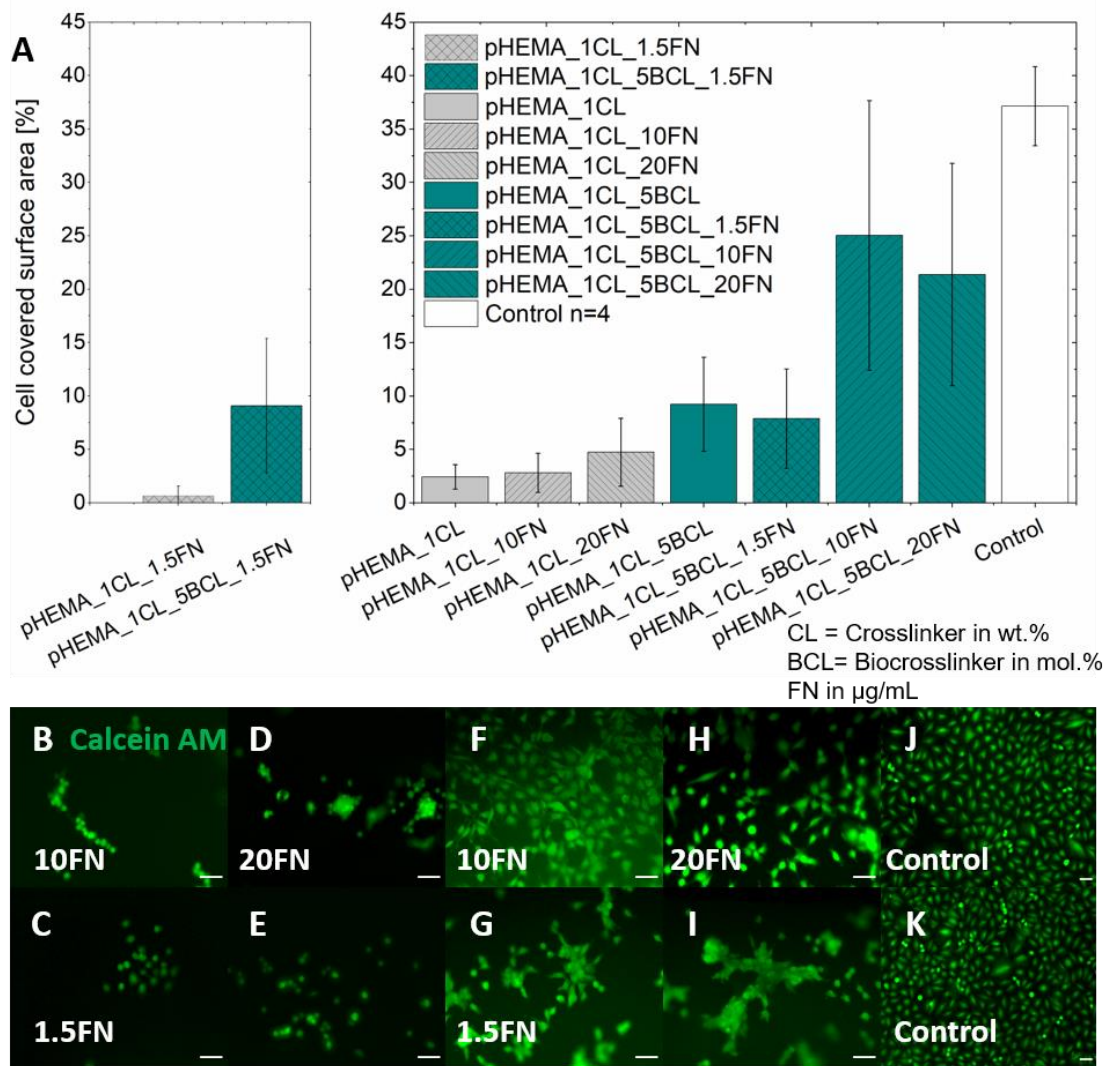 A
Cell covered surface area [%]
45
40
35
30
25
20
15
10
5
0
pHEMA_1CL_1.5FN
pHEMA_1CL_5BCL_1.5FN
45
40
35
30
25
20
15
10
5
0
pHEMA_1CL_1.5FN
pHEMA_1CL_5BCL_1.5FN
pHEMA_1CL
pHEMA_1CL_10FN
pHEMA_1CL_20FN
pHEMA_1CL_5BCL
pHEMA_1CL_5BCL_1.5FN
pHEMA_1CL_5BCL_10FN
pHEMA_1CL_5BCL_20FN
Control n=4
pHEMA_1CL
pHEMA_1CL_10FN
pHEMA_1CL_20FN
pHEMA_1CL_5BCL
pHEMA_1CL_5BCL_1.5FN
pHEMA_1CL_5BCL_10FN
pHEMA_1CL_5BCL_20FN
Control
CL = Crosslinker in wt.%
BCL= Biocrosslinker in mol.%
FN in µg/mL
B Calcein AM
10FN
D
20FN
F
10FN
H
20FN
J
Control
C
1.5FN
E
G
1.5FN
I
K
Control